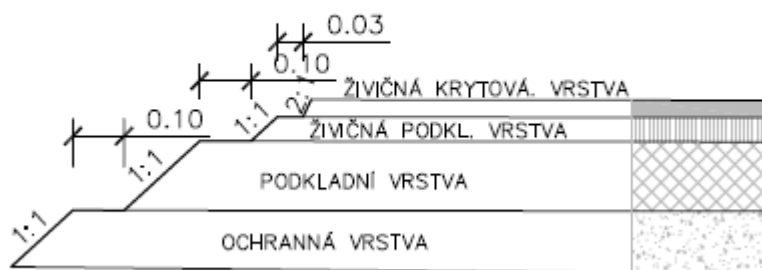 0.03
0.10
2:1
ŽIVIČNÁ KRYTOVÁ. VRSTVA
0.10
1:1
ŽIVIČNÁ PODKL. VRSTVA
1:1
PODKLADNÍ VRSTVA
1:1
OCHRANNÁ VRSTVA